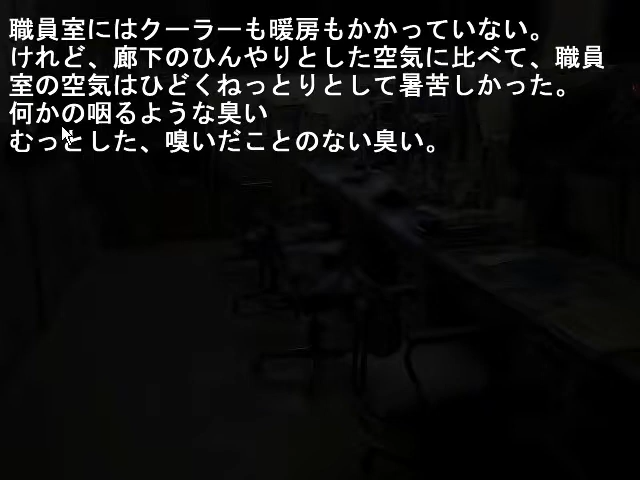 職員室にはクーラーも暖房もかかっていない。
けれど、廊下のひんやりとした空気に比べて、職員
室の空気はひどくねっとりとして暑苦しかった。
何かの咽るような臭い
むっとした、嗅いだことのない臭い。